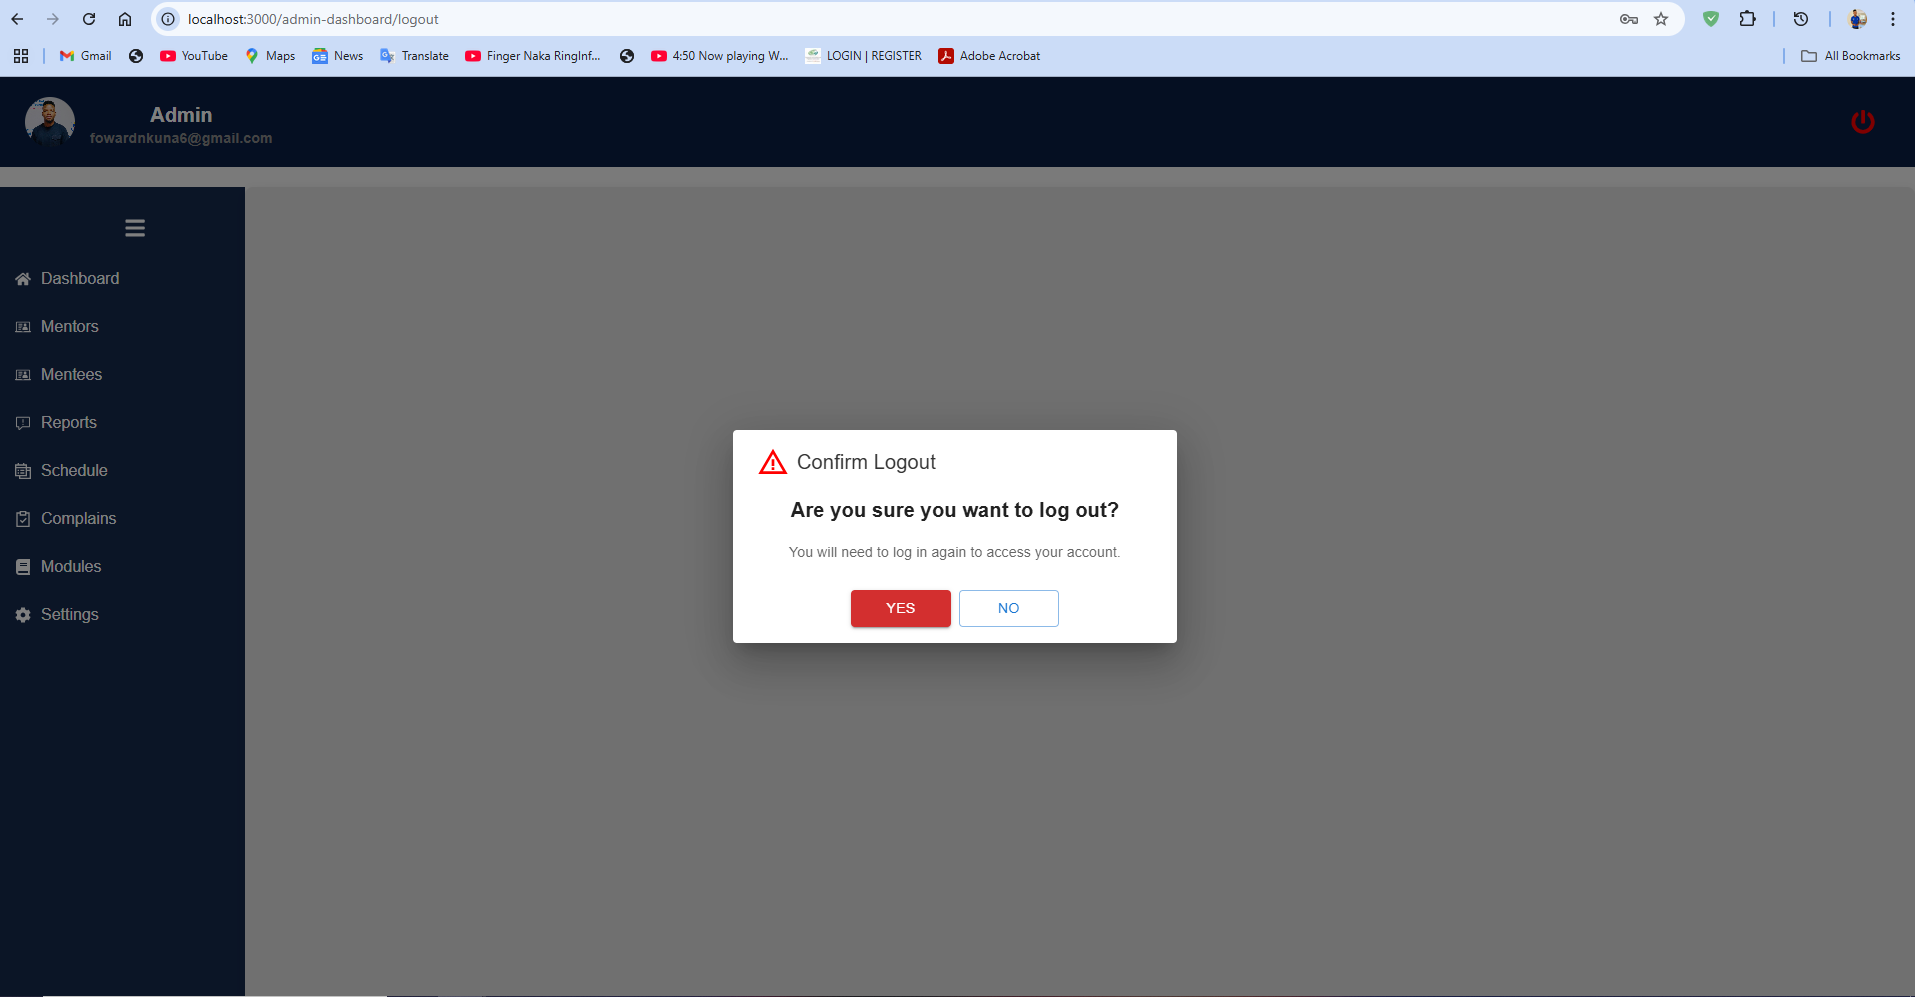 localhost:3000/admin-dashboard/logout
Gmail
YouTube
Maps
News
Translate
Finger Naka RingInf...
4:50 Now playing W...
LOGIN | REGISTER
Adobe Acrobat
All Bookmarks
Admin
fowardnkuna6@gmail.com
Dashboard
Mentors
Mentees
Reports
Schedule
Complains
Modules
Settings
Confirm Logout
Are you sure you want to log out?
You will need to log in again to access your account.
YES
NO